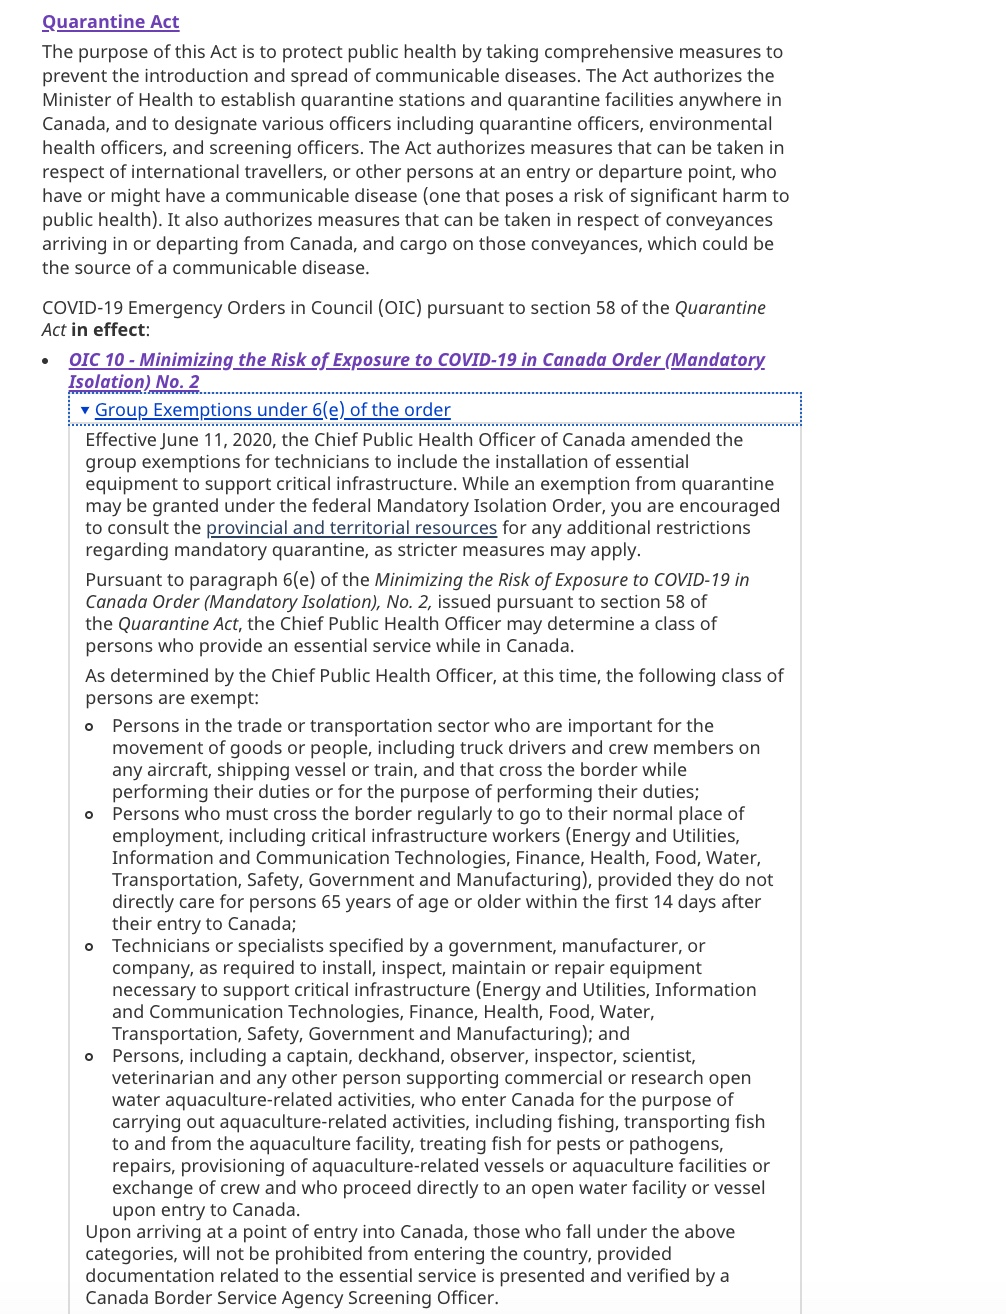 Quarantine Act
The purpose of this Act is to protect public health by taking comprehensive measures to
prevent the introduction and spread of communicable diseases. The Act authorizes the
Minister of Health to establish quarantine stations and quarantine facilities anywhere in
Canada, and to designate various officers including quarantine officers, environmental
health officers, and screening officers. The Act authorizes measures that can be taken in
respect of international travellers, or other persons at an entry or departure point, who
have or might have a communicable disease (one that poses a risk of significant harm to
public health). It also authorizes measures that can be taken in respect of conveyances
arriving in or departing from Canada, and cargo on those conveyances, which could be
the source of a communicable disease.
COVID-19 Emergency Orders in Council (OIC) pursuant to section 58 of the Quarantine
Act in effect:
• OIC 10 - Minimizing the Risk of Exposure to COVID-19 in Canada Order (Mandatory
Isolation) No. 2
▼ Group Exemptions under 6(e) of the order
Effective June 11, 2020, the Chief Public Health Officer of Canada amended the
group exemptions for technicians to include the installation of essential
equipment to support critical infrastructure. While an exemption from quarantine
may be granted under the federal Mandatory Isolation Order, you are encouraged
to consult the provincial and territorial resources for any additional restrictions
regarding mandatory quarantine, as stricter measures may apply.
Pursuant to paragraph 6(e) of the Minimizing the Risk of Exposure to COVID-19 in
Canada Order (Mandatory Isolation), No. 2, issued pursuant to section 58 of
the Quarantine Act, the Chief Public Health Officer may determine a class of
persons who provide an essential service while in Canada.
As determined by the Chief Public Health Officer, at this time, the following class of
persons are exempt:
o Persons in the trade or transportation sector who are important for the
movement of goods or people, including truck drivers and crew members on
any aircraft, shipping vessel or train, and that cross the border while
performing their duties or for the purpose of performing their duties;
o Persons who must cross the border regularly to go to their normal place of
employment, including critical infrastructure workers (Energy and Utilities,
Information and Communication Technologies, Finance, Health, Food, Water,
Transportation, Safety, Government and Manufacturing), provided they do not
directly care for persons 65 years of age or older within the first 14 days after
their entry to Canada;
o Technicians or specialists specified by a government, manufacturer, or
company, as required to install, inspect, maintain or repair equipment
necessary to support critical infrastructure (Energy and Utilities, Information
and Communication Technologies, Finance, Health, Food, Water,
Transportation, Safety, Government and Manufacturing); and
o Persons, including a captain, deckhand, observer, inspector, scientist,
veterinarian and any other person supporting commercial or research open
water aquaculture-related activities, who enter Canada for the purpose of
carrying out aquaculture-related activities, including fishing, transporting fish
to and from the aquaculture facility, treating fish for pests or pathogens,
repairs, provisioning of aquaculture-related vessels or aquaculture facilities or
exchange of crew and who proceed directly to an open water facility or vessel
upon entry to Canada.
Upon arriving at a point of entry into Canada, those who fall under the above
categories, will not be prohibited from entering the country, provided
documentation related to the essential service is presented and verified by a
Canada Border Service Agency Screening Officer.